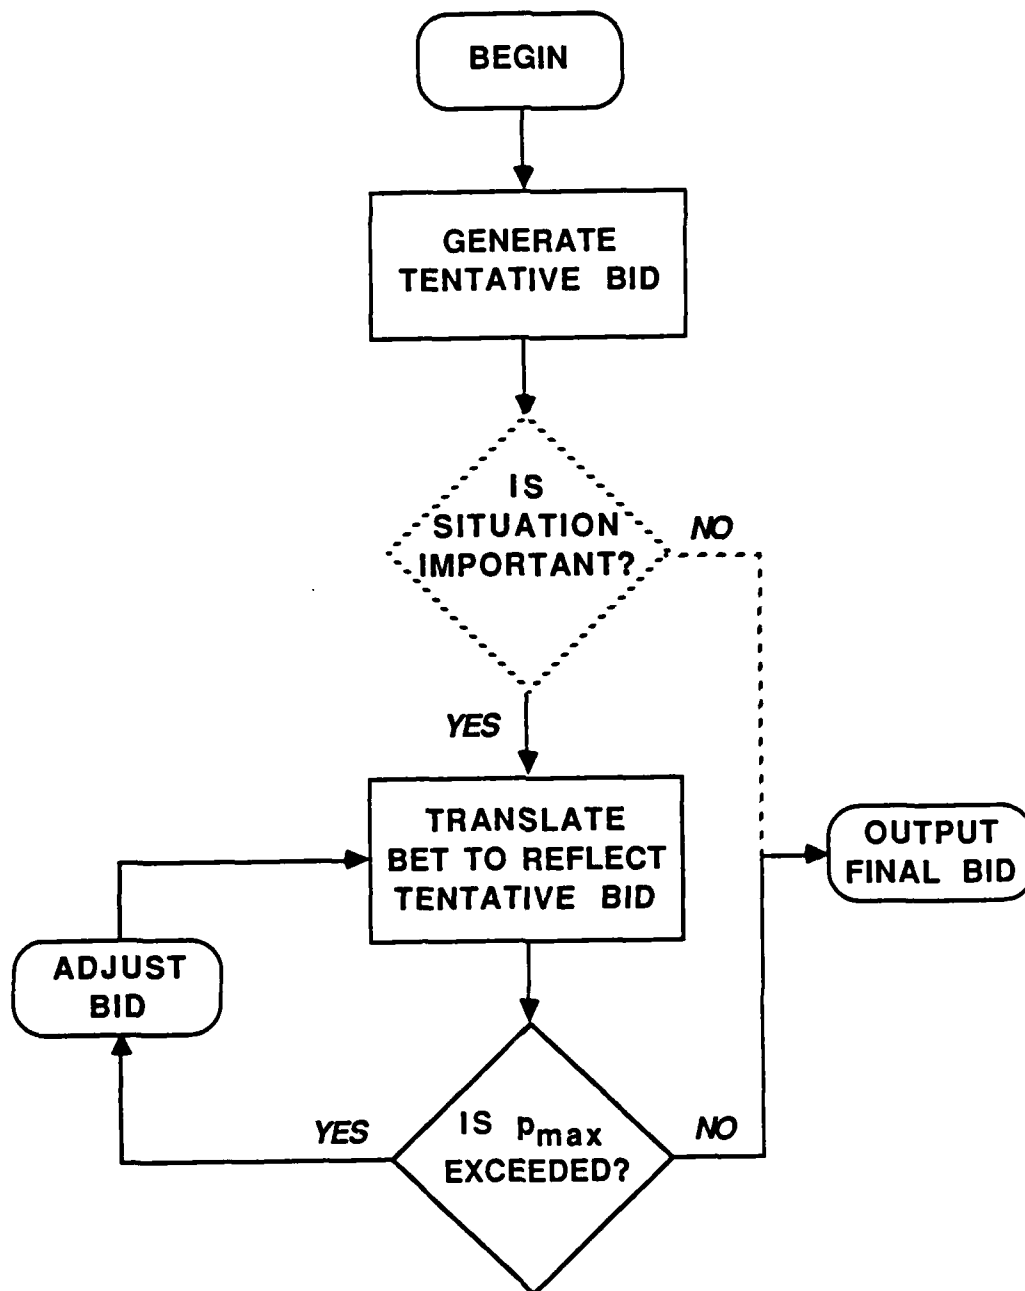 BEGIN
GENERATE
TENTATIVE BID
IS
SITUATION
IMPORTANT?
NO
YES
TRANSLATE
BET TO REFLECT
TENTATIVE BID
OUTPUT
FINAL BID
ADJUST
BID
YES
IS pmax
EXCEEDED?
NO